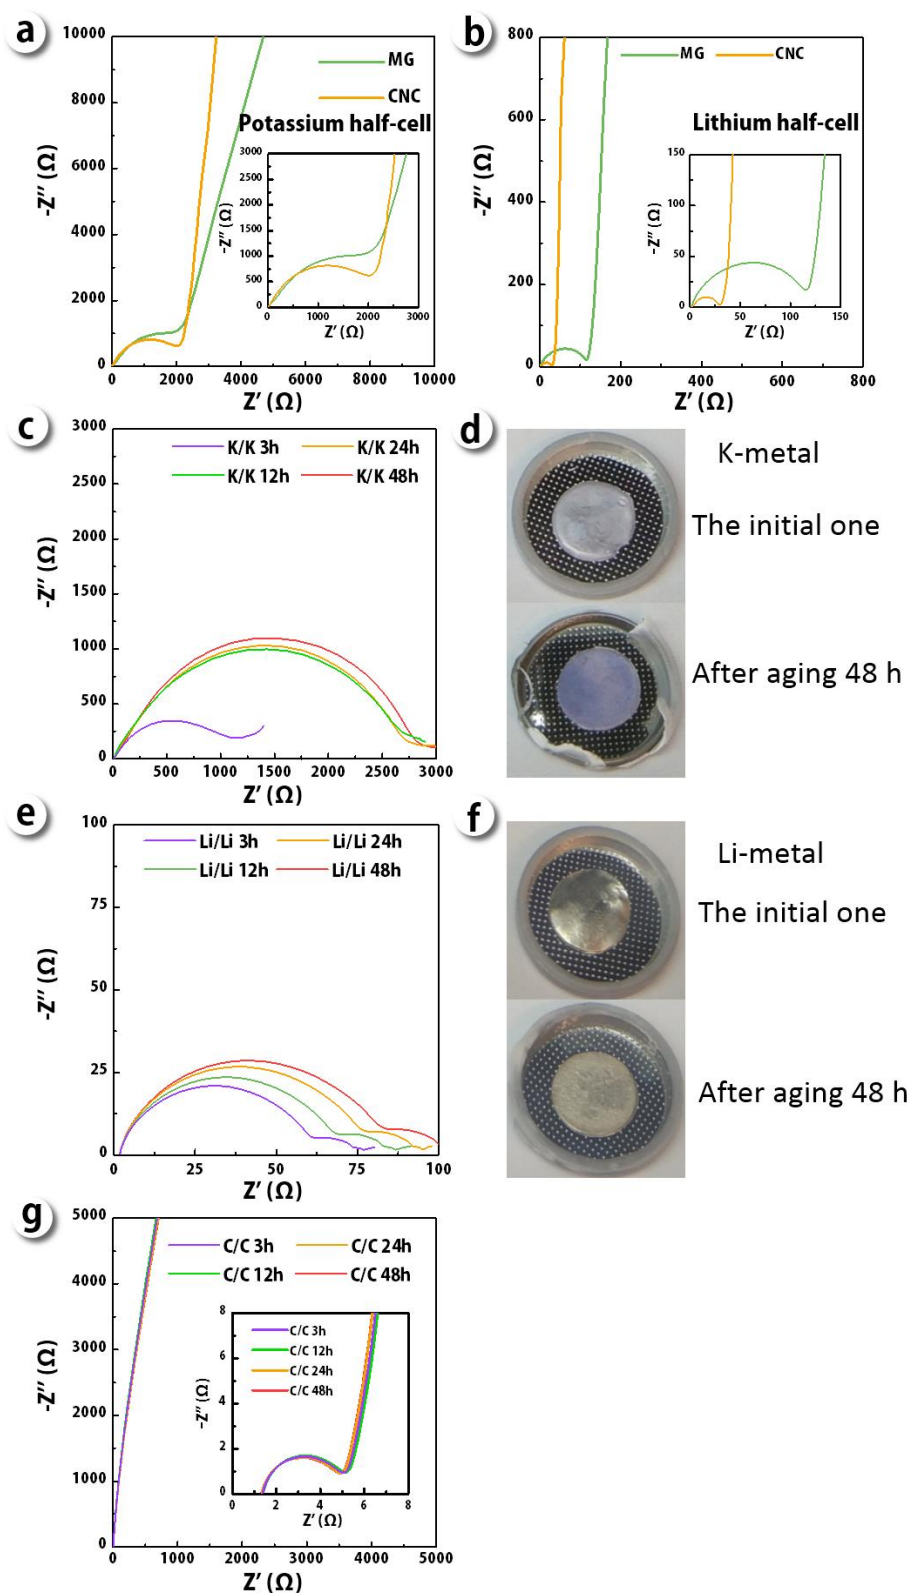 a
10000
8000
6000
4000
2000
0
-Z″ (Ω)
MG
CNC
Potassium half-cell
3000
2500
2000
1500
1000
500
0
-Z″ (Ω)
0 1000 2000 3000
Z′ (Ω)
0 2000 4000 6000 8000 10000
Z′ (Ω)
b
800
600
400
200
0
-Z″ (Ω)
MG CNC
Lithium half-cell
150
100
50
0
-Z″ (Ω)
0 50 100 150
Z′ (Ω)
0 200 400 600 800
Z′ (Ω)
c
3000
2500
2000
1500
1000
500
0
-Z″ (Ω)
K/K 3h K/K 24h
K/K 12h K/K 48h
0 500 1000 1500 2000 2500 3000
Z′ (Ω)
d
K-metal
The initial one
After aging 48 h
e
100
75
50
25
0
-Z″ (Ω)
Li/Li 3h Li/Li 24h
Li/Li 12h Li/Li 48h
0 25 50 75 100
Z′ (Ω)
f
Li-metal
The initial one
After aging 48 h
g
5000
4000
3000
2000
1000
0
-Z″ (Ω)
C/C 3h C/C 24h
C/C 12h C/C 48h
8
6
4
2
0
-Z″ (Ω)
C/C 3h
C/C 12h
C/C 24h
C/C 48h
0 2 4 6 8
Z′ (Ω)
0 1000 2000 3000 4000 5000
Z′ (Ω)